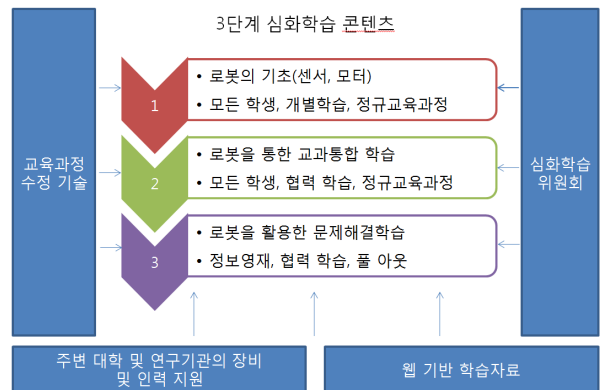 3단계 심화학습 콘텐츠
교육과정
수정 기술
1
• 로봇의 기초(센서, 모터)
• 모든 학생, 개별학습, 정규교육과정
2
• 로봇을 통한 교과통합 학습
• 모든 학생, 협력 학습, 정규교육과정
3
• 로봇을 활용한 문제해결학습
• 정보영재, 협력 학습, 풀 아웃
심화학습
위원회
주변 대학 및 연구기관의 장비
및 인력 지원
웹 기반 학습자료